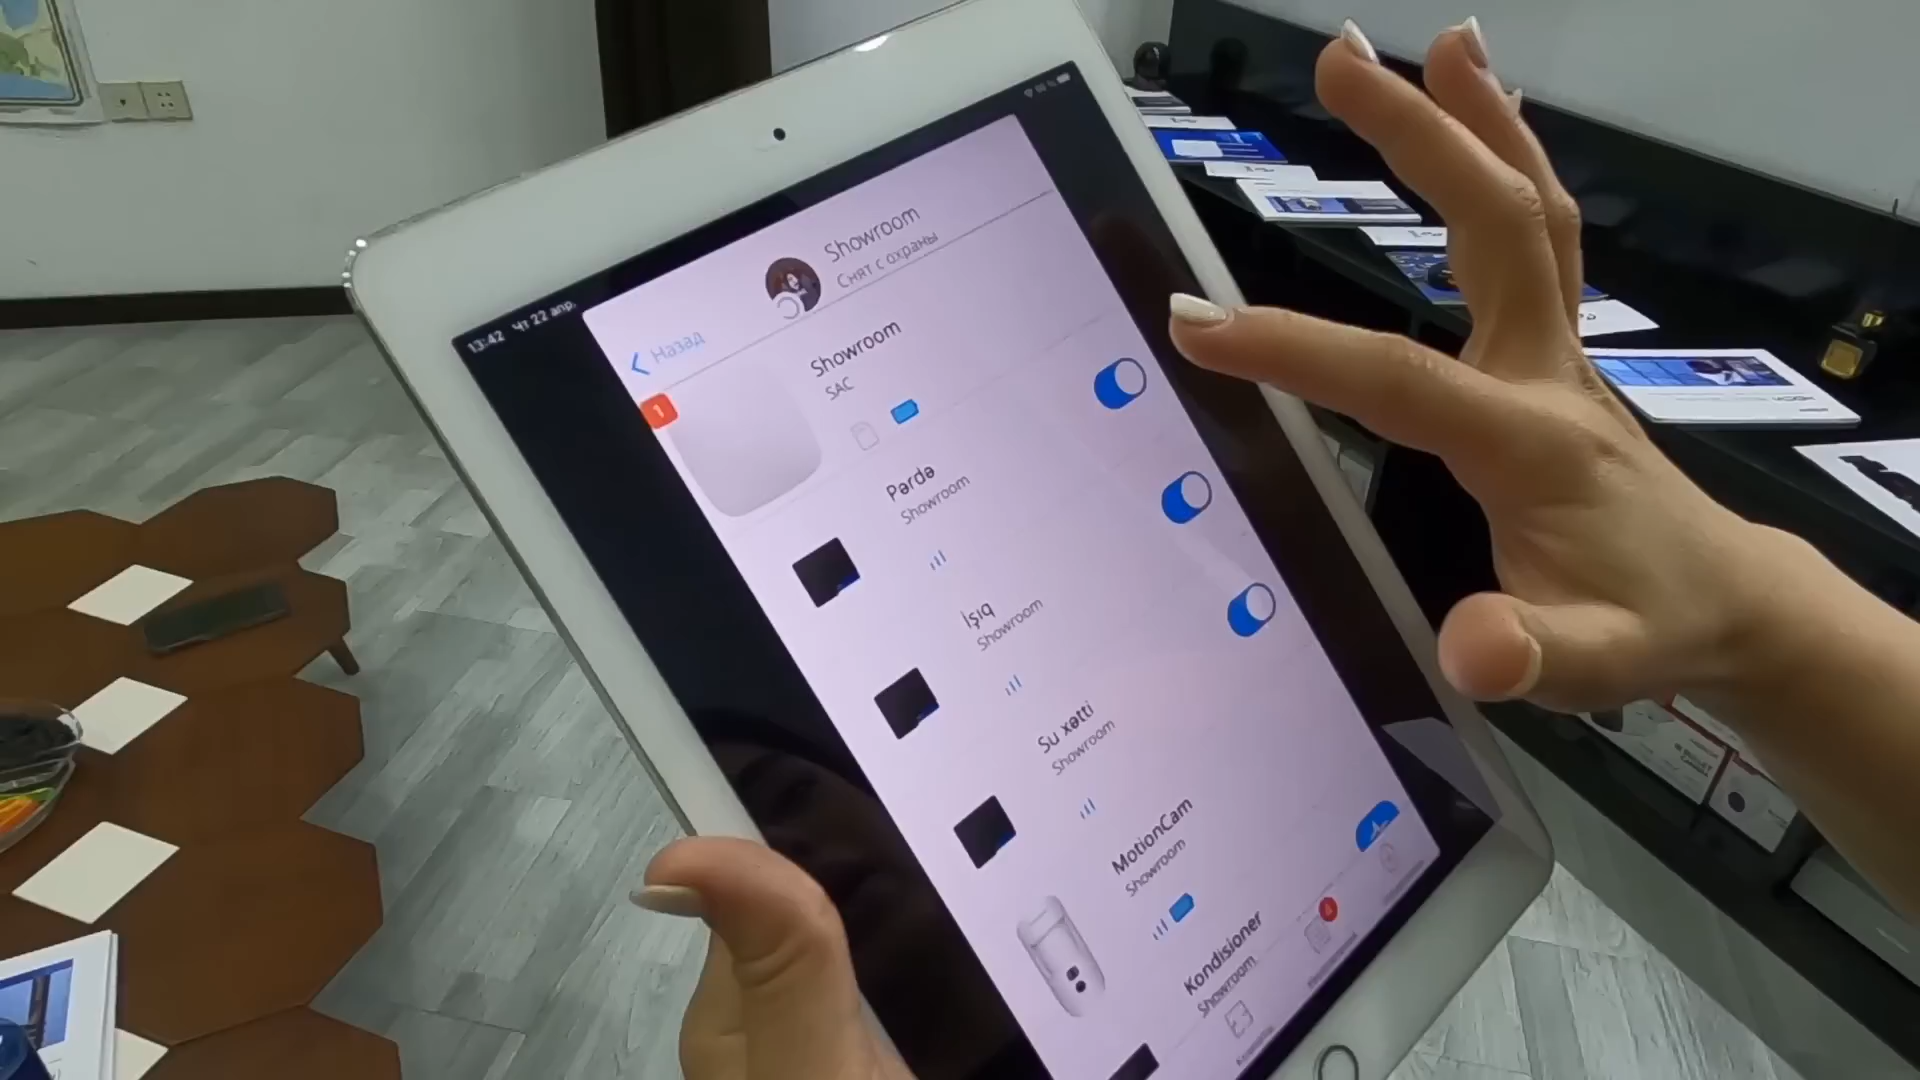 13:42 Чт 22 апр.
Назад
Showroom
Снят с охраны
1
Showroom
SAC
Pərdə
Showroom
İşıq
Showroom
Su xətti
Showroom
MotionCam
Showroom
Kondisioner
Showroom